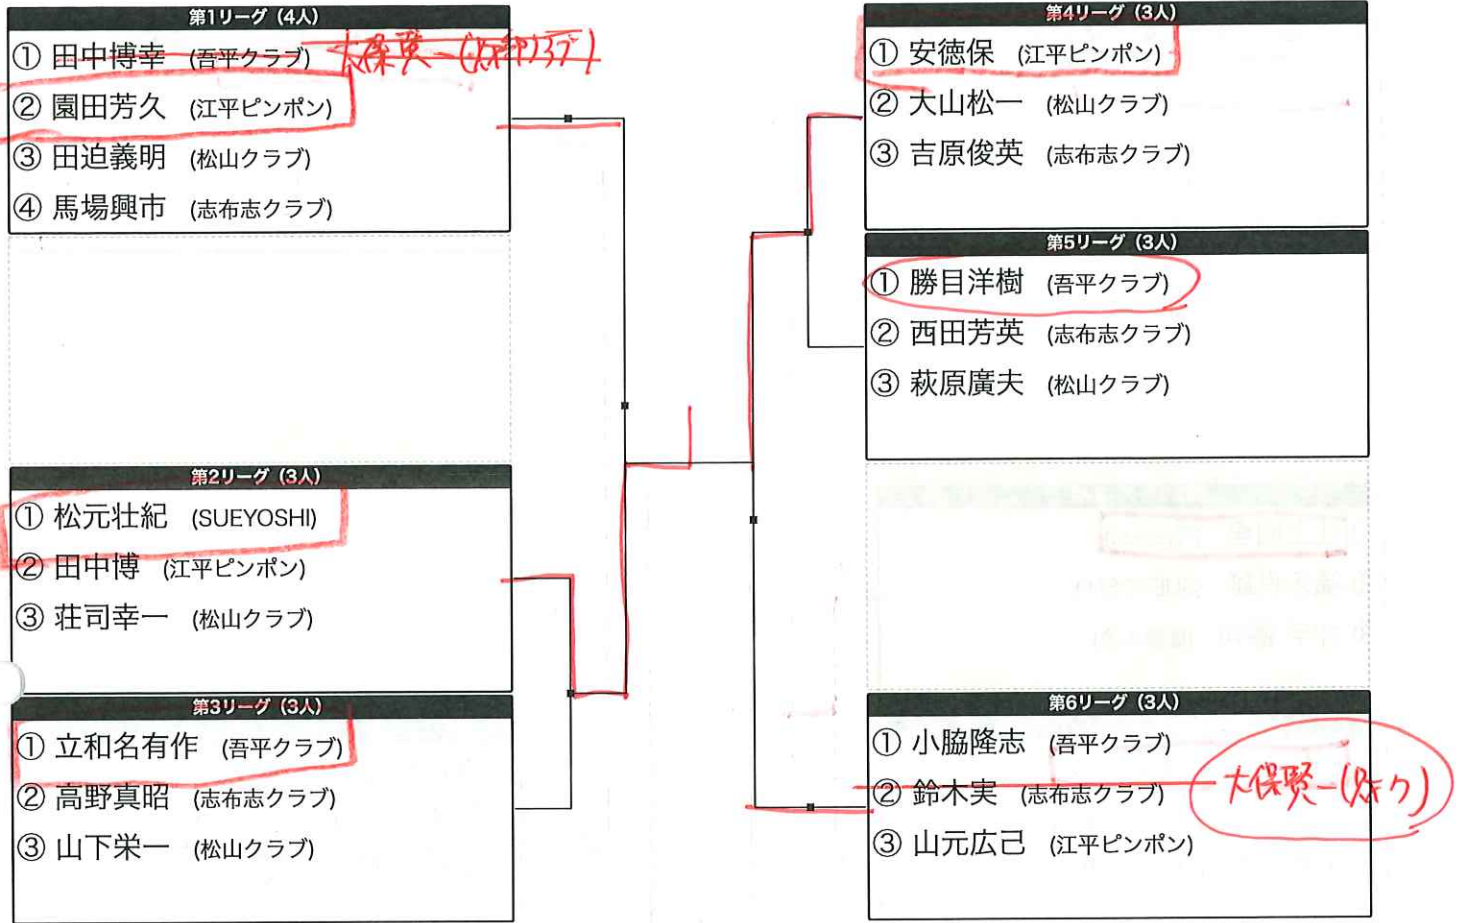 第1リーグ (4人)
① 田中博幸 (吾平クラブ) 大保賢一
② 園田芳久 (江平ピンポン)
③ 田迫義明 (松山クラブ)
④ 馬場興市 (志布志クラブ)
第2リーグ (3人)
① 松元壮紀 (SUEYOSHI)
② 田中博 (江平ピンポン)
③ 荘司幸一 (松山クラブ)
第3リーグ (3人)
① 立和名有作 (吾平クラブ)
② 高野真昭 (志布志クラブ)
③ 山下栄一 (松山クラブ)
第4リーグ (3人)
① 安徳保 (江平ピンポン)
② 大山松一 (松山クラブ)
③ 吉原俊英 (志布志クラブ)
第5リーグ (3人)
① 勝目洋樹 (吾平クラブ)
② 西田芳英 (志布志クラブ)
③ 萩原廣夫 (松山クラブ)
第6リーグ (3人)
① 小脇隆志 (吾平クラブ)
② 鈴木実 (志布志クラブ) 大保賢一
③ 山元広己 (江平ピンポン)